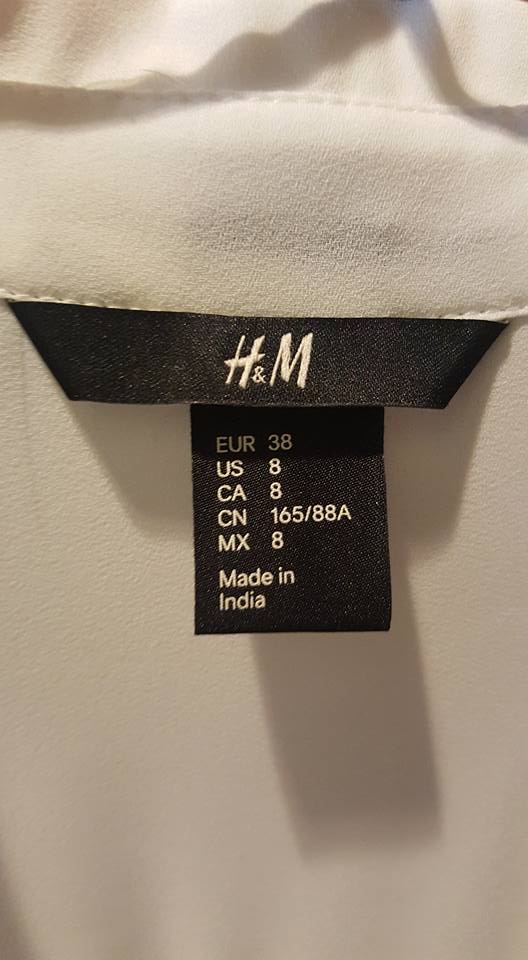 H&M
EUR 38
US 8
CA 8
CN 165/88A
MX 8
Made in
India